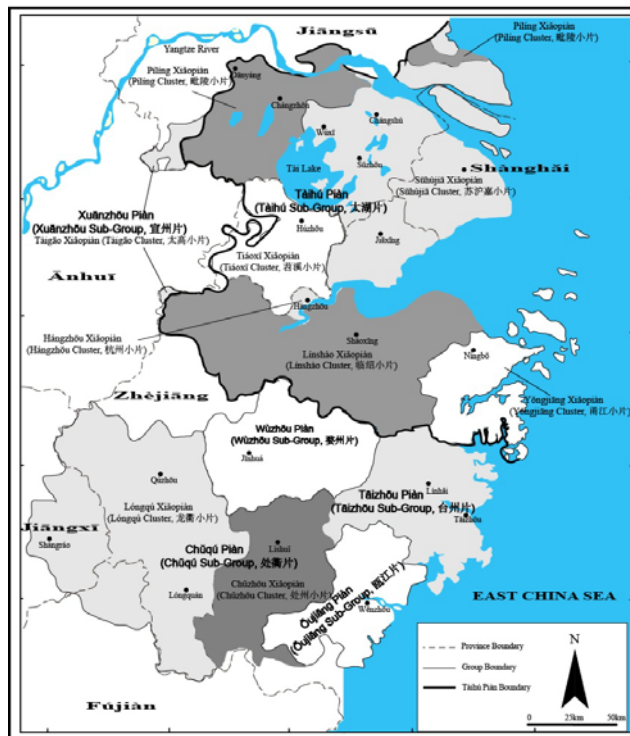 Jiāngsū
Yangtze River
Pílíng Xiǎopiàn
(Pílíng Cluster, 毗陵小片)
Pílíng Xiǎopiàn
(Pílíng Cluster, 毗陵小片)
Dānyáng
Chángzhōu
Chángshú
Wúxī
Sūzhōu
Tài Lake
Shànghǎi
Sūhùjiā Xiǎopiàn
(Sūhùjiā Cluster, 苏沪嘉小片)
Tàihú Piàn
(Tàihú Sub-Group, 太湖片)
Húzhōu
Xuānzhōu Piàn
(Xuānzhōu Sub-Group, 宣州片)
Tàigāo Xiǎopiàn (Tàigāo Cluster, 太高小片)
Tiáoxī Xiǎopiàn
(Tiáoxī Cluster, 苕溪小片)
Jiāxīng
Ānhuī
Hángzhōu
Hángzhōu Xiǎopiàn
(Hángzhōu Cluster, 杭州小片)
Shàoxīng
Línshào Xiǎopiàn
(Línshào Cluster, 临绍小片)
Níngbō
Yǒngjiāng Xiǎopiàn
(Yǒngjiāng Cluster, 甬江小片)
Zhèjiāng
Wùzhōu Piàn
(Wùzhōu Sub-Group, 婺州片)
Jīnhuá
Qúzhōu
Lóngqú Xiǎopiàn
(Lóngqú Cluster, 龙衢小片)
Táizhōu Piàn
(Táizhōu Sub-Group, 台州片)
Línhǎi
Tāizhōu
Jiāngxī
Shàngráo
Chǔqú Piàn
(Chǔqú Sub-Group, 处衢片)
Líshuǐ
Chǔzhōu Xiǎopiàn
(Chǔzhōu Cluster, 处州小片)
Lóngquán
Ōujiāng Piàn
(Ōujiāng Sub-Group, 瓯江片)
Wēnzhōu
EAST CHINA SEA
Fújiàn
Province Boundary
Group Boundary
Tàihú Piàn Boundary
N
0 25km 50km